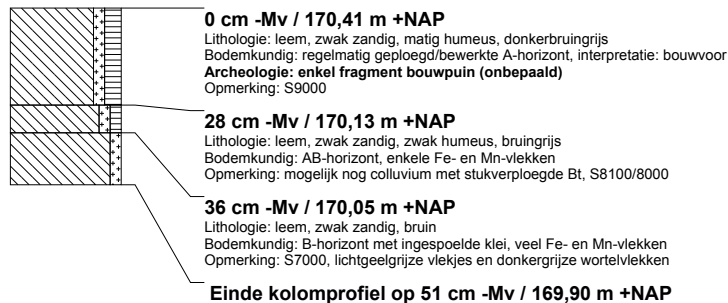 0 cm -Mv / 170,41 m +NAP
Lithologie: leem, zwak zandig, matig humeus, donkerbruingrijs
Bodemkundig: regelmatig geploegd/bewerkte A-horizont, interpretatie: bouwvoor
Archeologie: enkel fragment bouwpuin (onbepaald)
Opmerking: S9000
28 cm -Mv / 170,13 m +NAP
Lithologie: leem, zwak zandig, zwak humeus, bruingrijs
Bodemkundig: AB-horizont, enkele Fe- en Mn-vlekken
Opmerking: mogelijk nog colluvium met stukverploegde Bt, S8100/8000
36 cm -Mv / 170,05 m +NAP
Lithologie: leem, zwak zandig, bruin
Bodemkundig: B-horizont met ingespoelde klei, veel Fe- en Mn-vlekken
Opmerking: S7000, lichtgeelgrijze vlekjes en donkergrijze wortelvlekken
Einde kolomprofiel op 51 cm -Mv / 169,90 m +NAP